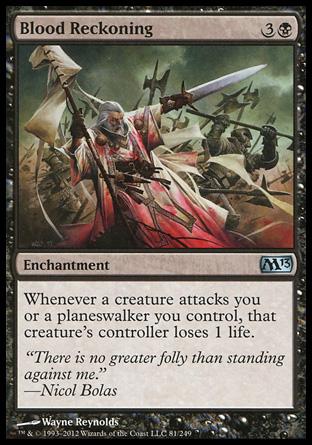 Blood Reckoning 3
Enchantment M13
Whenever a creature attacks you
or a planeswalker you control, that
creature's controller loses 1 life.
"There is no greater folly than standing
against me."
—Nicol Bolas
Wayne Reynolds
™ & © 1993–2012 Wizards of the Coast LLC 81/249